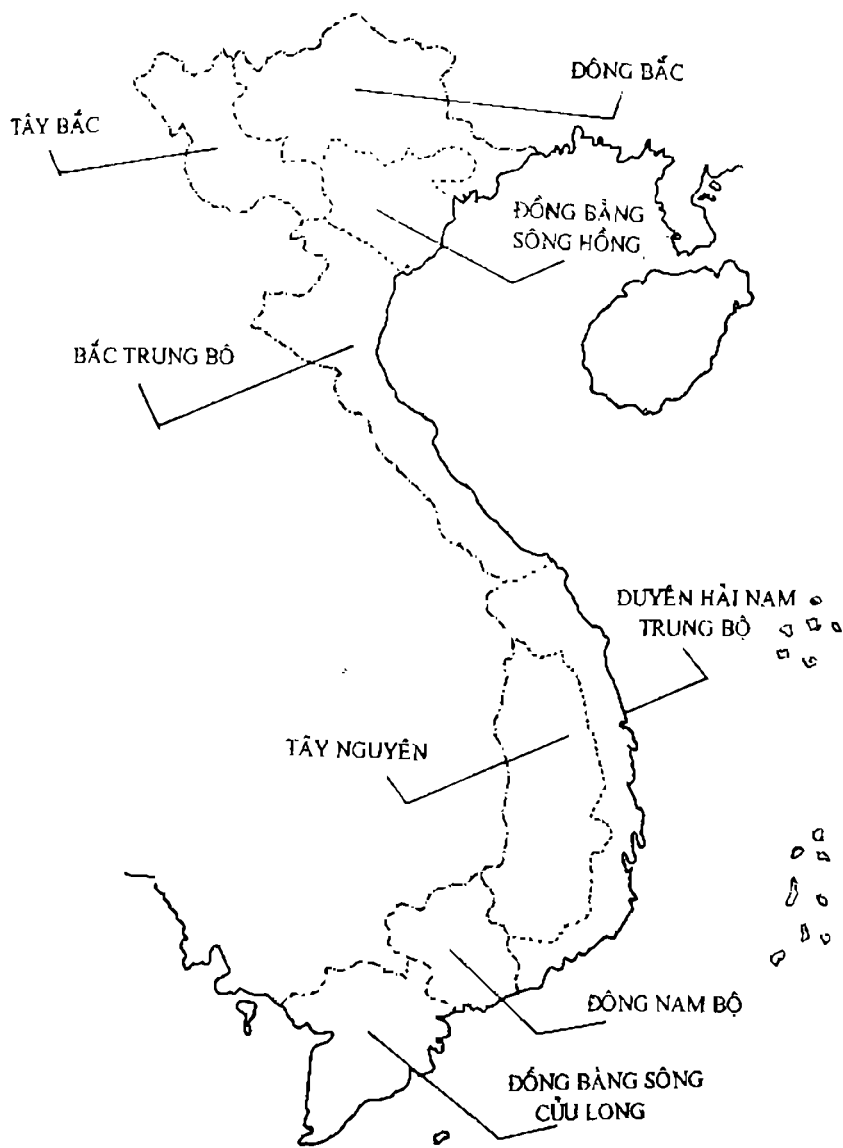 ĐÔNG BẮC
TÂY BẮC
ĐỒNG BẰNG
SÔNG HỒNG
BẮC TRUNG BÔ
DUYÊN HẢI NAM
TRUNG BỘ
TÂY NGUYÊN
ĐÔNG NAM BỘ
ĐỒNG BẰNG SÔNG
CỬU LONG